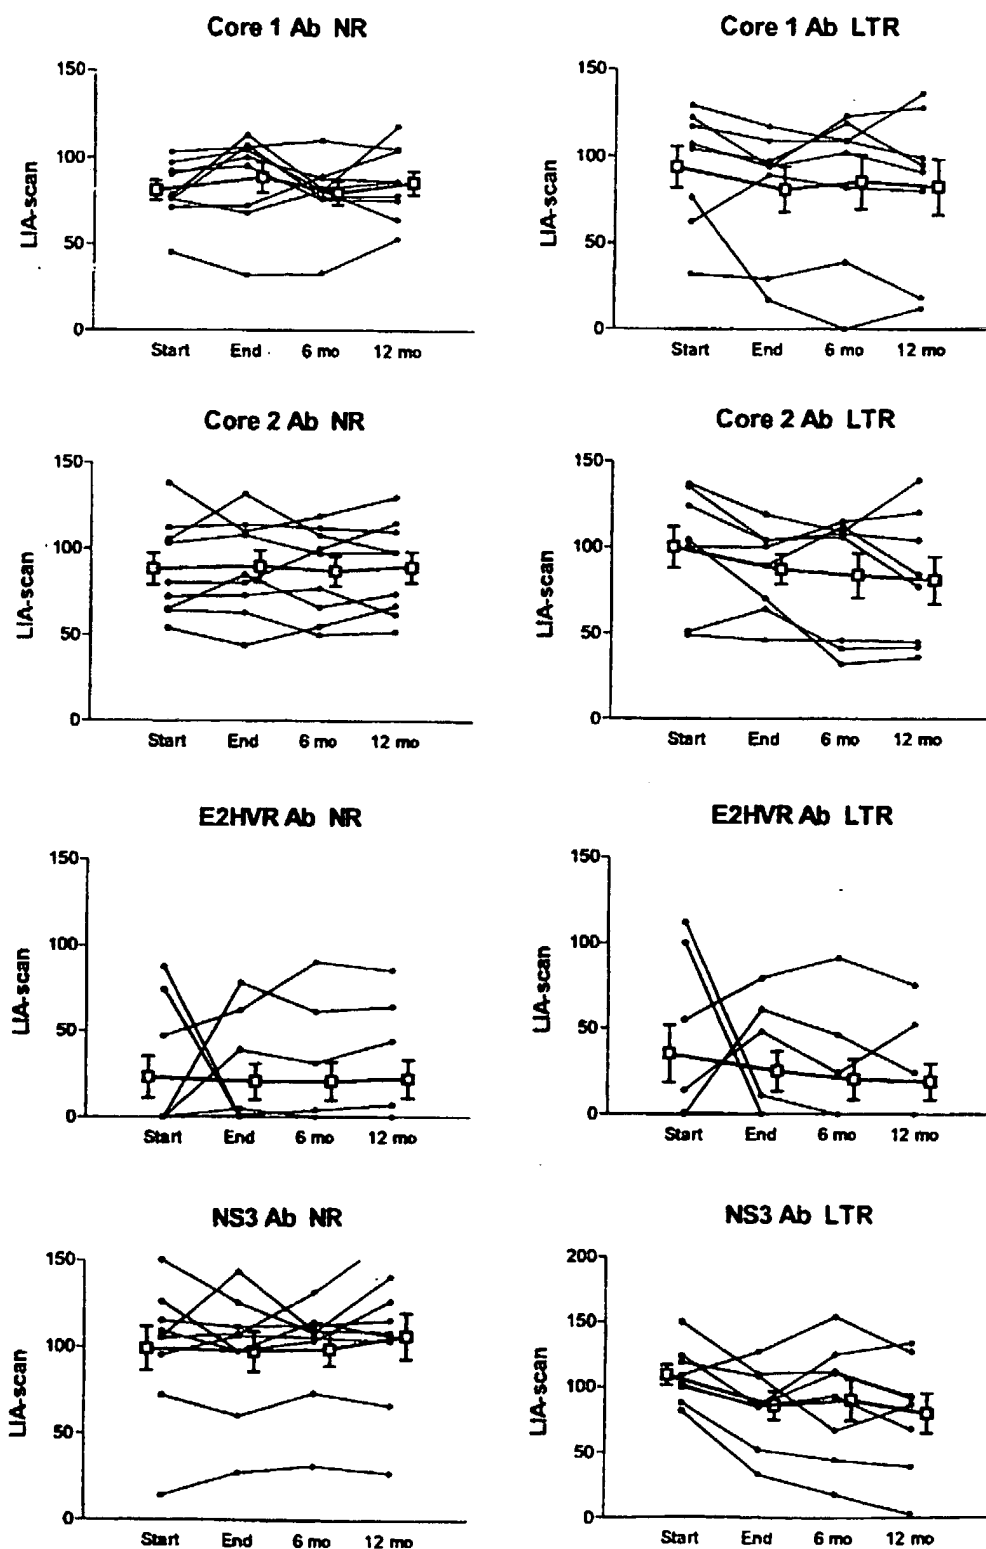 Core 1 Ab NR
LIA-scan
150
100
50
0
Start End 6 mo 12 mo
Core 1 Ab LTR
LIA-scan
150
100
50
0
Start End 6 mo 12 mo
Core 2 Ab NR
LIA-scan
150
100
50
0
Start End 6 mo 12 mo
Core 2 Ab LTR
LIA-scan
150
100
50
0
Start End 6 mo 12 mo
E2HVR Ab NR
LIA-scan
150
100
50
0
Start End 6 mo 12 mo
E2HVR Ab LTR
LIA-scan
150
100
50
0
Start End 6 mo 12 mo
NS3 Ab NR
LIA-scan
150
100
50
0
Start End 6 mo 12 mo
NS3 Ab LTR
LIA-scan
200
150
100
50
0
Start End 6 mo 12 mo